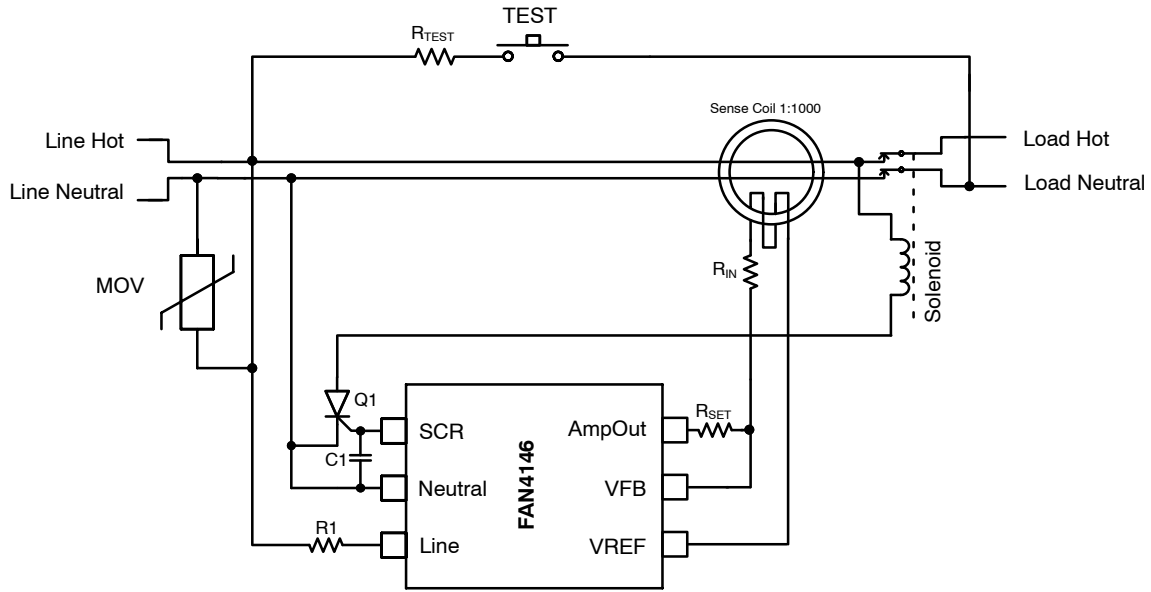 TEST
RTEST
Sense Coil 1:1000
Line Hot
Load Hot
Line Neutral
Load Neutral
MOV
RIN
Solenoid
Q1
RSET
SCR
AmpOut
C1
Neutral
FAN4146
VFB
R1
Line
VREF